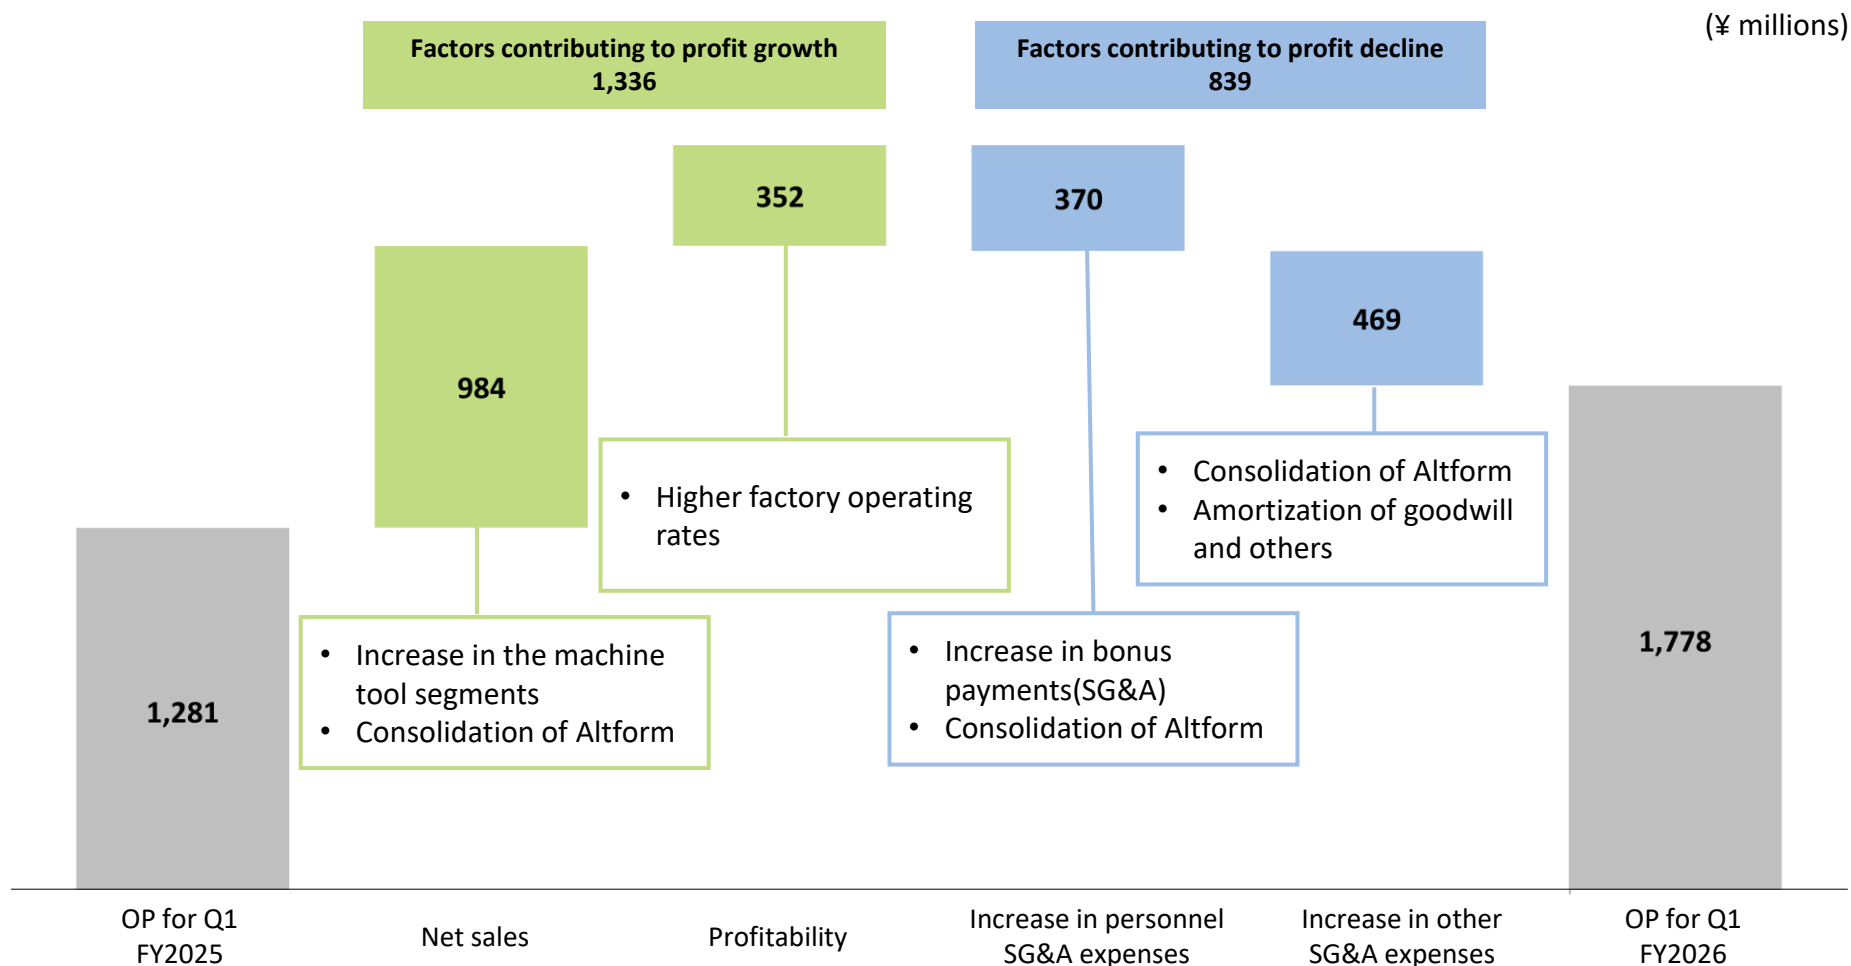 (¥ millions)
Factors contributing to profit growth
1,336
Factors contributing to profit decline
839
352
370
984
469
• Higher factory operating
rates
• Consolidation of Altform
• Amortization of goodwill
and others
• Increase in the machine
tool segments
• Consolidation of Altform
• Increase in bonus
payments(SG&A)
• Consolidation of Altform
1,281
1,778
OP for Q1
FY2025
Net sales
Profitability
Increase in personnel
SG&A expenses
Increase in other
SG&A expenses
OP for Q1
FY2026